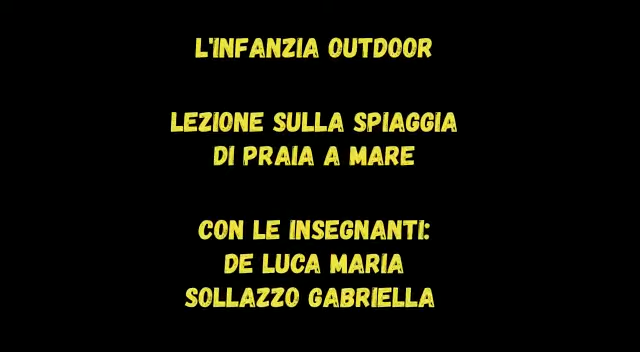 L'INFANZIA OUTDOOR
LEZIONE SULLA SPIAGGIA
DI PRAIA A MARE
CON LE INSEGNANTI:
DE LUCA MARIA
SOLLAZZO GABRIELLA